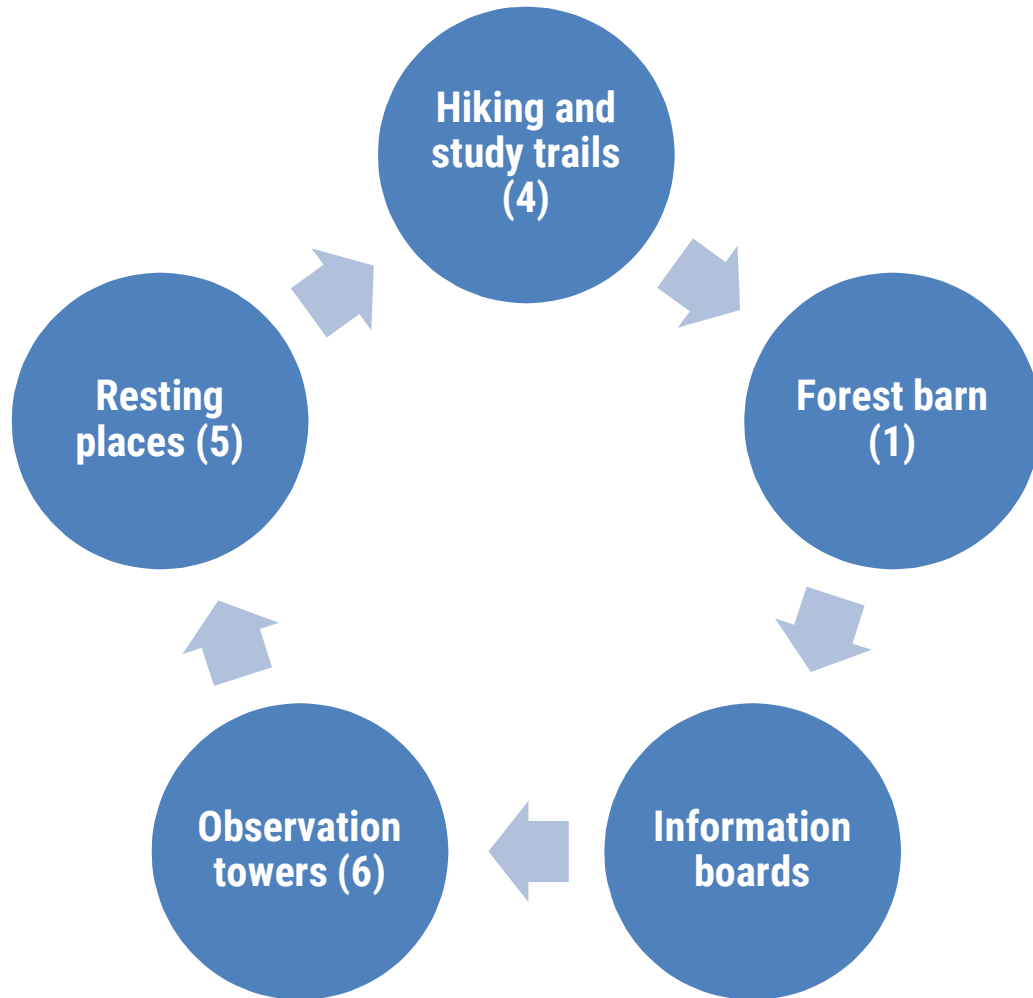 Hiking and
study trails
(4)
Forest barn
(1)
Information
boards
Observation
towers (6)
Resting
places (5)